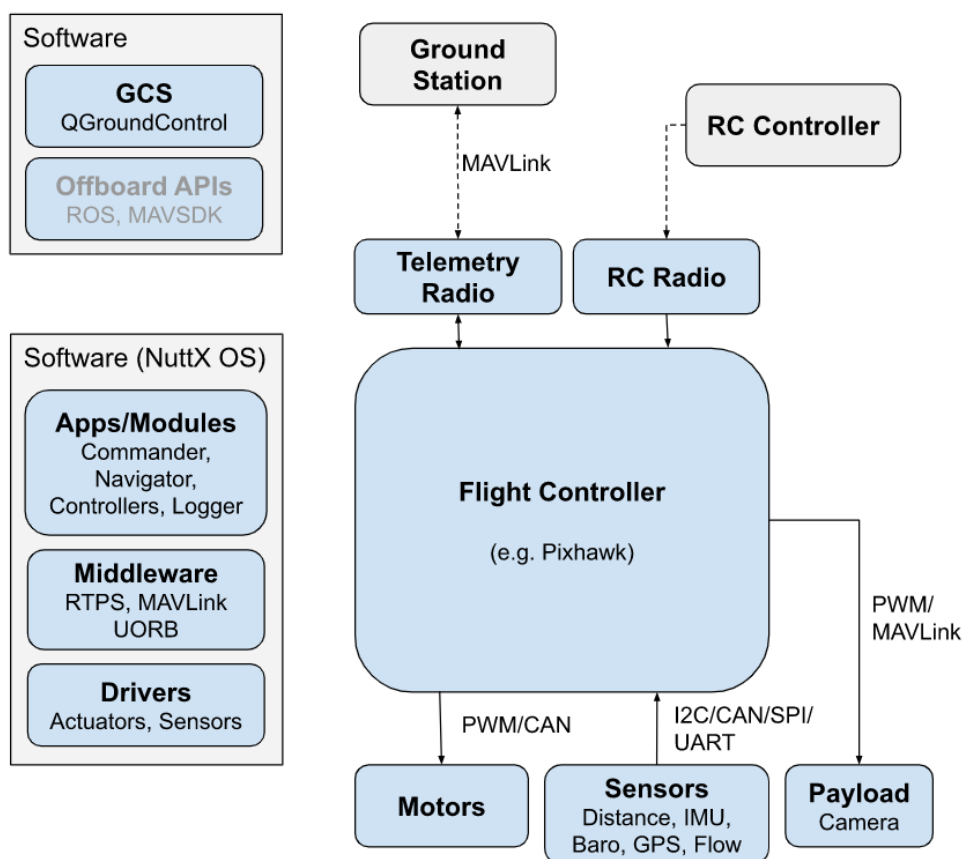 Software
GCS
QGroundControl
Offboard APIs
ROS, MAVSDK
Software (NuttX OS)
Apps/Modules
Commander,
Navigator,
Controllers, Logger
Middleware
RTPS, MAVLink
UORB
Drivers
Actuators, Sensors
Ground
Station
RC Controller
MAVLink
Telemetry
Radio
RC Radio
Flight Controller
(e.g. Pixhawk)
PWM/
MAVLink
PWM/CAN
I2C/CAN/SPI/
UART
Motors
Sensors
Distance, IMU,
Baro, GPS, Flow
Payload
Camera